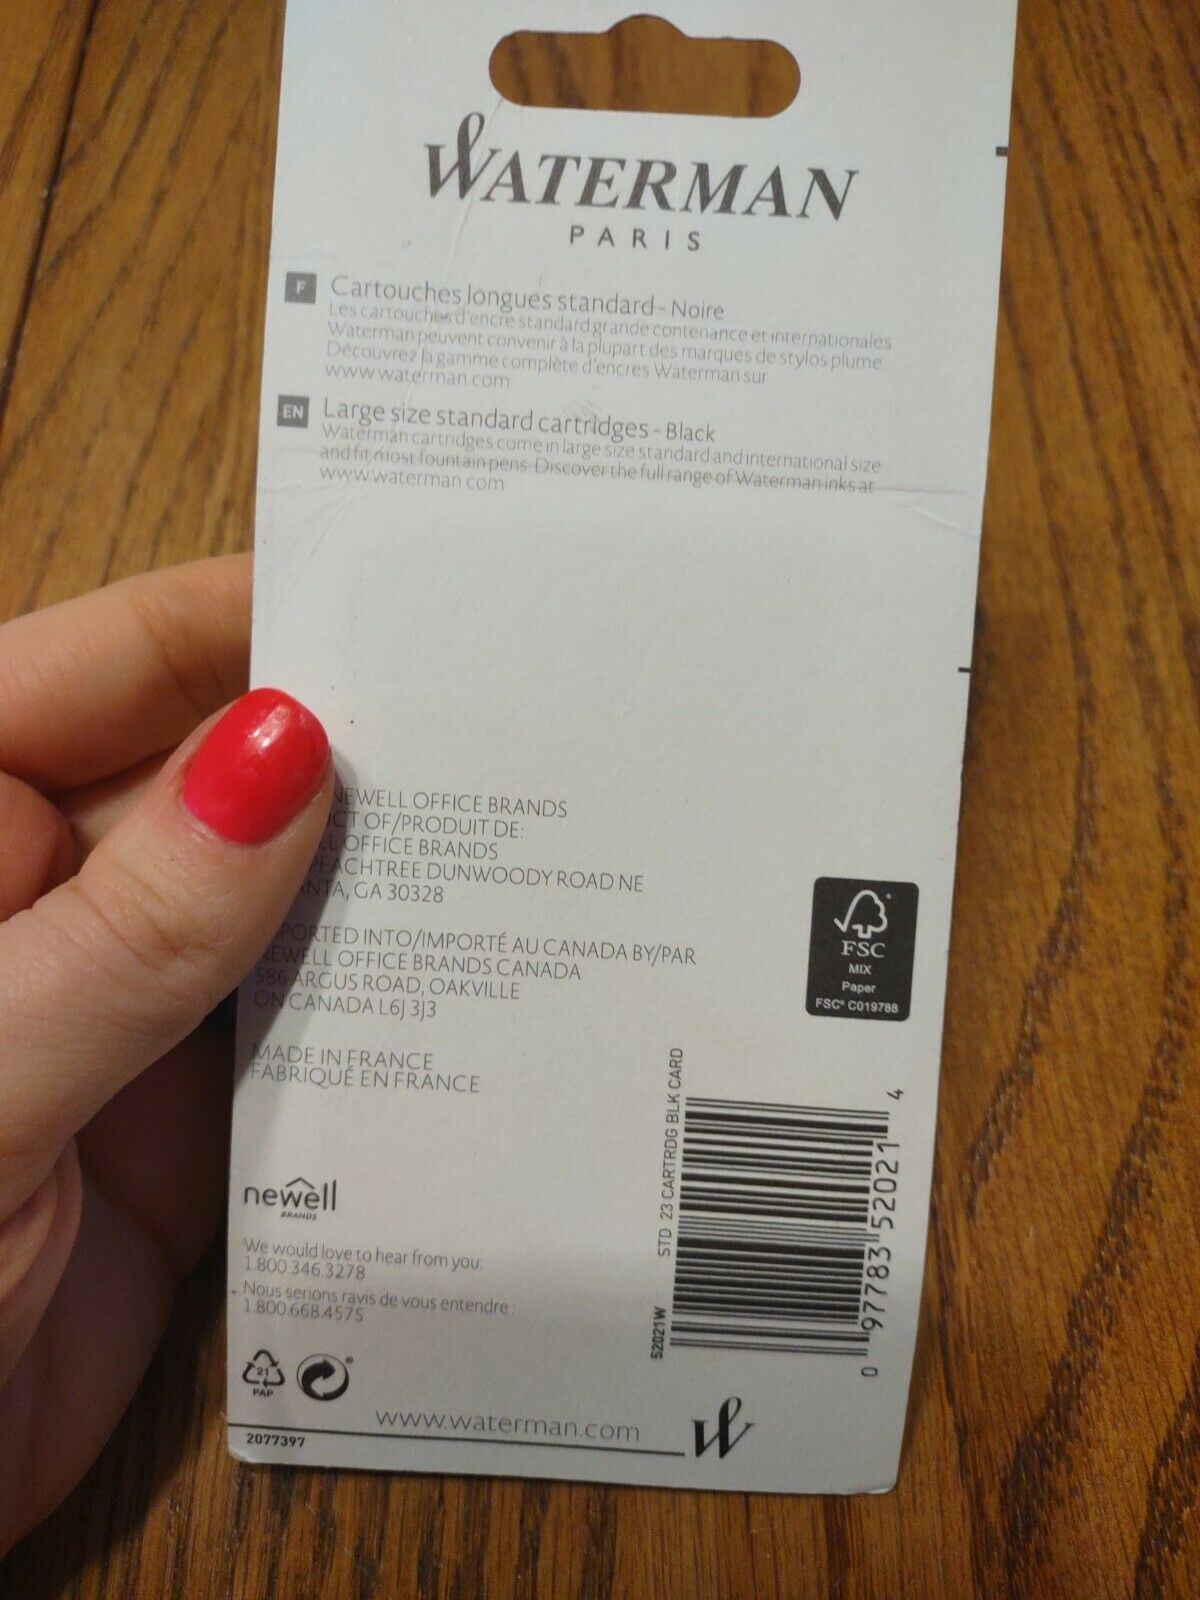 WATERMAN
PARIS
F Cartouches longues standard - Noire
Les cartouches d'encre standard grande contenance et internationales
Waterman peuvent convenir à la plupart des marques de stylos plume.
Découvrez la gamme complète d'encres Waterman sur
www.waterman.com
EN Large size standard cartridges - Black
Waterman cartridges come in large size standard and international size
and fit most fountain pens. Discover the full range of Waterman inks at
www.waterman.com
NEWELL OFFICE BRANDS
OF/PRODUIT DE:
OFFICE BRANDS
PEACHTREE DUNWOODY ROAD NE
GA 30328
INTO/IMPORTÉ AU CANADA BY/PAR
NEWELL OFFICE BRANDS CANADA
586 ARGUS ROAD, OAKVILLE
ON CANADA L6J 3J3
MADE IN FRANCE
FABRIQUÉ EN FRANCE
FSC
MIX
Paper
FSC® C019788
newell
BRANDS
We would love to hear from you:
1.800.346.3278
Nous serions ravis de vous entendre :
1.800.668.4575
21
PAP
www.waterman.com
W
2077397
52021W STD 23 CARTRDG BLK CARD
0 97783 52021 4